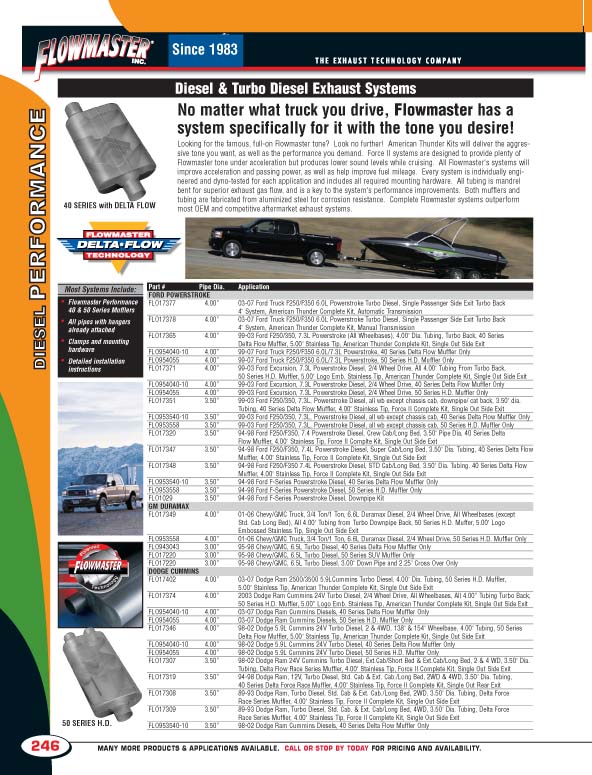 FLOWMASTER INC.
Since 1983
THE EXHAUST TECHNOLOGY COMPANY
Diesel & Turbo Diesel Exhaust Systems
No matter what truck you drive, Flowmaster has a
system specifically for it with the tone you desire!
Looking for the famous, full-on Flowmaster tone? Look no further! American Thunder Kits will deliver the aggres-
sive tone you want, as well as the performance you demand. Force II systems are designed to provide plenty of
Flowmaster tone under acceleration but produces lower sound levels while cruising. All Flowmaster's systems will
improve acceleration and passing power, as well as help improve fuel mileage. Every system is individually engi-
neered and dyno-tested for each application and includes all required mounting hardware. All tubing is mandrel
bent for superior exhaust gas flow, and is a key to the system's performance improvements. Both mufflers and
tubing are fabricated from aluminized steel for corrosion resistance. Complete Flowmaster systems outperform
most OEM and competitive aftermarket exhaust systems.
40 SERIES with DELTA FLOW
FLOWMASTER
DELTA-FLOW
TECHNOLOGY
DIESEL PERFORMANCE
Most Systems Include:
• Flowmaster Performance
40 & 50 Series Mufflers
• All pipes with hangers
already attached
• Clamps and mounting
hardware
• Detailed installation
instructions
Part # Pipe Dia. Application
FORD POWERSTROKE
FLO17377 4.00" 03-07 Ford Truck F250/F350 6.0L Powerstroke Turbo Diesel, Single Passenger Side Exit Turbo Back
4" System, American Thunder Complete Kit, Automatic Transmission
FLO17378 4.00" 03-07 Ford Truck F250/F350 6.0L Powerstroke Turbo Diesel, Single Passenger Side Exit Turbo Back
4" System, American Thunder Complete Kit, Manual Transmission
FLO17365 4.00" 99-03 Ford F250/350, 7.3L Powerstroke (All Wheelbases), 4.00" Dia. Tubing, Turbo Back, 40 Series
Delta Flow Muffler, 5.00" Stainless Tip, American Thunder Complete Kit, Single Out Side Exit
FLO954040-10 4.00" 99-07 Ford Truck F250/F350 6.0L/7.3L Powerstroke, 40 Series Delta Flow Muffler Only
FLO954055 4.00" 99-07 Ford Truck F250/F350 6.0L/7.3L Powerstroke, 50 Series H.D. Muffler Only
FLO17371 4.00" 99-03 Ford Excursion, 7.3L Powerstroke Diesel, 2/4 Wheel Drive, All 4.00" Tubing From Turbo Back,
50 Series H.D. Muffler, 5.00" Logo Emb. Stainless Tip, American Thunder Complete Kit, Single Out Side Exit
FLO954040-10 4.00" 99-03 Ford Excursion, 7.3L Powerstroke Diesel, 2/4 Wheel Drive, 40 Series Delta Flow Muffler Only
FLO954055 4.00" 99-03 Ford Excursion, 7.3L Powerstroke Diesel, 2/4 Wheel Drive, 50 Series H.D. Muffler Only
FLO17351 3.50" 99-03 Ford F250/F350, 7.3L, Powerstroke Diesel, all wb except chassis cab, downpipe/ cat back, 3.50" dia.
Tubing, 40 Series Delta Flow Muffler, 4.00" Stainless Tip, Force II Complete Kit, Single Out Side Exit
FLO953540-10 3.50" 99-03 Ford F250/F350, 7.3L, Powerstroke Diesel, all wb except chassis cab, 40 Series Delta Flow Muffler Only
FLO953558 3.50" 99-03 Ford F250/F350, 7.3L, Powerstroke Diesel, all wb except chassis cab, 50 Series H.D. Muffler Only
FLO17320 3.50" 94-98 Ford F250/F350, 7.4 Powerstroke Diesel, Crew Cab/Long Bed, 3.50" Pipe Dia, 40 Series Delta
Flow Muffler, 4.00" Stainless Tip, Force II Complte Kit, Single Out Side Exit
FLO17347 3.50" 94-98 Ford F250/F350, 7.4L Powerstroke Diesel, Super Cab/Long Bed, 3.50" Dia. Tubing, 40 Series Delta Flow
Muffler, 4.00" Stainless Tip, Force II Complete Kit, Single Out Side Exit
FLO17348 3.50" 94-98 Ford F250/F350 7.4L Powerstroke Diesel, STD Cab/Long Bed, 3.50" Dia. Tubing, 40 Series Delta Flow
Muffler, 4.00" Stainless Tip, Force II Complete Kit, Single Out Side Exit
FLO953540-10 3.50" 94-98 Ford F-Series Powerstroke Diesel, 40 Series Delta Flow Muffler Only
FLO953558 3.50" 94-98 Ford F-Series Powerstroke Diesel, 50 Series H.D. Muffler Only
FLO1029 3.50" 94-98 Ford F-Series Powerstroke Diesel, Downpipe Kit
GM DURAMAX
FLO17349 4.00" 01-06 Chevy/GMC Truck, 3/4 Ton/1 Ton, 6.6L Duramax Diesel, 2/4 Wheel Drive, All Wheelbases (except
Std. Cab Long Bed), All 4.00" Tubing from Turbo Downpipe Back, 50 Series H.D. Muffler, 5.00" Logo
Embossed Stainless Tip, Single Out Side Exit
FLO953558 4.00" 01-06 Chevy/GMC Truck, 3/4 Ton/1 Ton, 6.6L Duramax Diesel, 2/4 Wheel Drive, 50 Series H.D. Muffler Only
FLO943043 3.00" 95-98 Chevy/GMC, 6.5L Turbo Diesel, 40 Series Delta Flow Muffler Only
FLO17220 3.00" 95-98 Chevy/GMC, 6.5L Turbo Diesel, 50 Series SUV Muffler Only
FLO17220 3.00" 95-98 Chevy/GMC, 6.5L Turbo Diesel, 3.00" Down Pipe and 2.25" Cross Over Only
DODGE CUMMINS
FLO17402 4.00" 03-07 Dodge Ram 2500/3500 5.9LCummins Turbo Diesel, 4.00" Dia. Tubing, 50 Series H.D. Muffler,
5.00" Stainless Tip, American Thunder Complete Kit, Single Out Side Exit
FLO17374 4.00" 2003 Dodge Ram Cummins 24V Turbo Diesel, 2/4 Wheel Drive, All Wheelbases, All 4.00" Tubing Turbo Back,
50 Series H.D. Muffler, 5.00" Logo Emb. Stainless Tip, American Thunder Complete Kit, Single Out Side Exit
FLO954040-10 4.00" 03-07 Dodge Ram Cummins Diesels, 40 Series Delta Flow Muffler Only
FLO954055 4.00" 03-07 Dodge Ram Cummins Diesels, 50 Series H.D. Muffler Only
FLO17346 4.00" 98-02 Dodge 5.9L Cummins 24V Turbo Diesel, 2 & 4WD, 138" & 154" Wheelbase, 4.00" Tubing, 50 Series
Delta Flow Muffler, 5.00" Stainless Tip, American Thunder Complete Kit, Single Out Side Exit
FLO954040-10 4.00" 98-02 Dodge 5.9L Cummins 24V Turbo Diesel, 40 Series Delta Flow Muffler Only
FLO954055 4.00" 98-02 Dodge 5.9L Cummins 24V Turbo Diesel, 50 Series H.D. Muffler Only
FLO17307 3.50" 98-02 Dodge Ram 24V Cummins Turbo Diesel, Ext.Cab/Short Bed & Ext.Cab/Long Bed, 2 & 4 WD, 3.50" Dia.
Tubing, Delta Flow Race Series Muffler, 4.00" Stainless Tip, Force II Complete Kit, Single Out Side Exit
FLO17319 3.50" 94-98 Dodge Ram, 12V, Turbo Diesel, Std. Cab & Ext. Cab /Long Bed, 2WD & 4WD, 3.50" Dia. Tubing,
40 Series Delta Force Race Muffler, 4.00" Stainless Tip, Force II Complete Kit, Single Out Rear Exit
FLO17308 3.50" 89-93 Dodge Ram, Turbo Diesel, Std. Cab & Ext. Cab./Long Bed, 2WD, 3.50" Dia. Tubing, Delta Force
Race Series Muffler, 4.00" Stainless Tip, Force II Complete Kit, Single Out Side Exit
FLO17309 3.50" 89-93 Dodge Ram, Turbo Diesel, Std. Cab. & Ext. Cab/Long Bed, 4WD, 3.50" Dia. Tubing, Delta Force
Race Series Muffler, 4.00" Stainless Tip, Force II Complete Kit, Single Out Side Exit
FLO953540-10 3.50" 98-02 Dodge Ram Cummins Diesels, 40 Series Delta Flow Muffler Only
FLOWMASTER
50 SERIES H.D.
246
MANY MORE PRODUCTS & APPLICATIONS AVAILABLE. CALL OR STOP BY TODAY FOR PRICING AND AVAILABILITY.